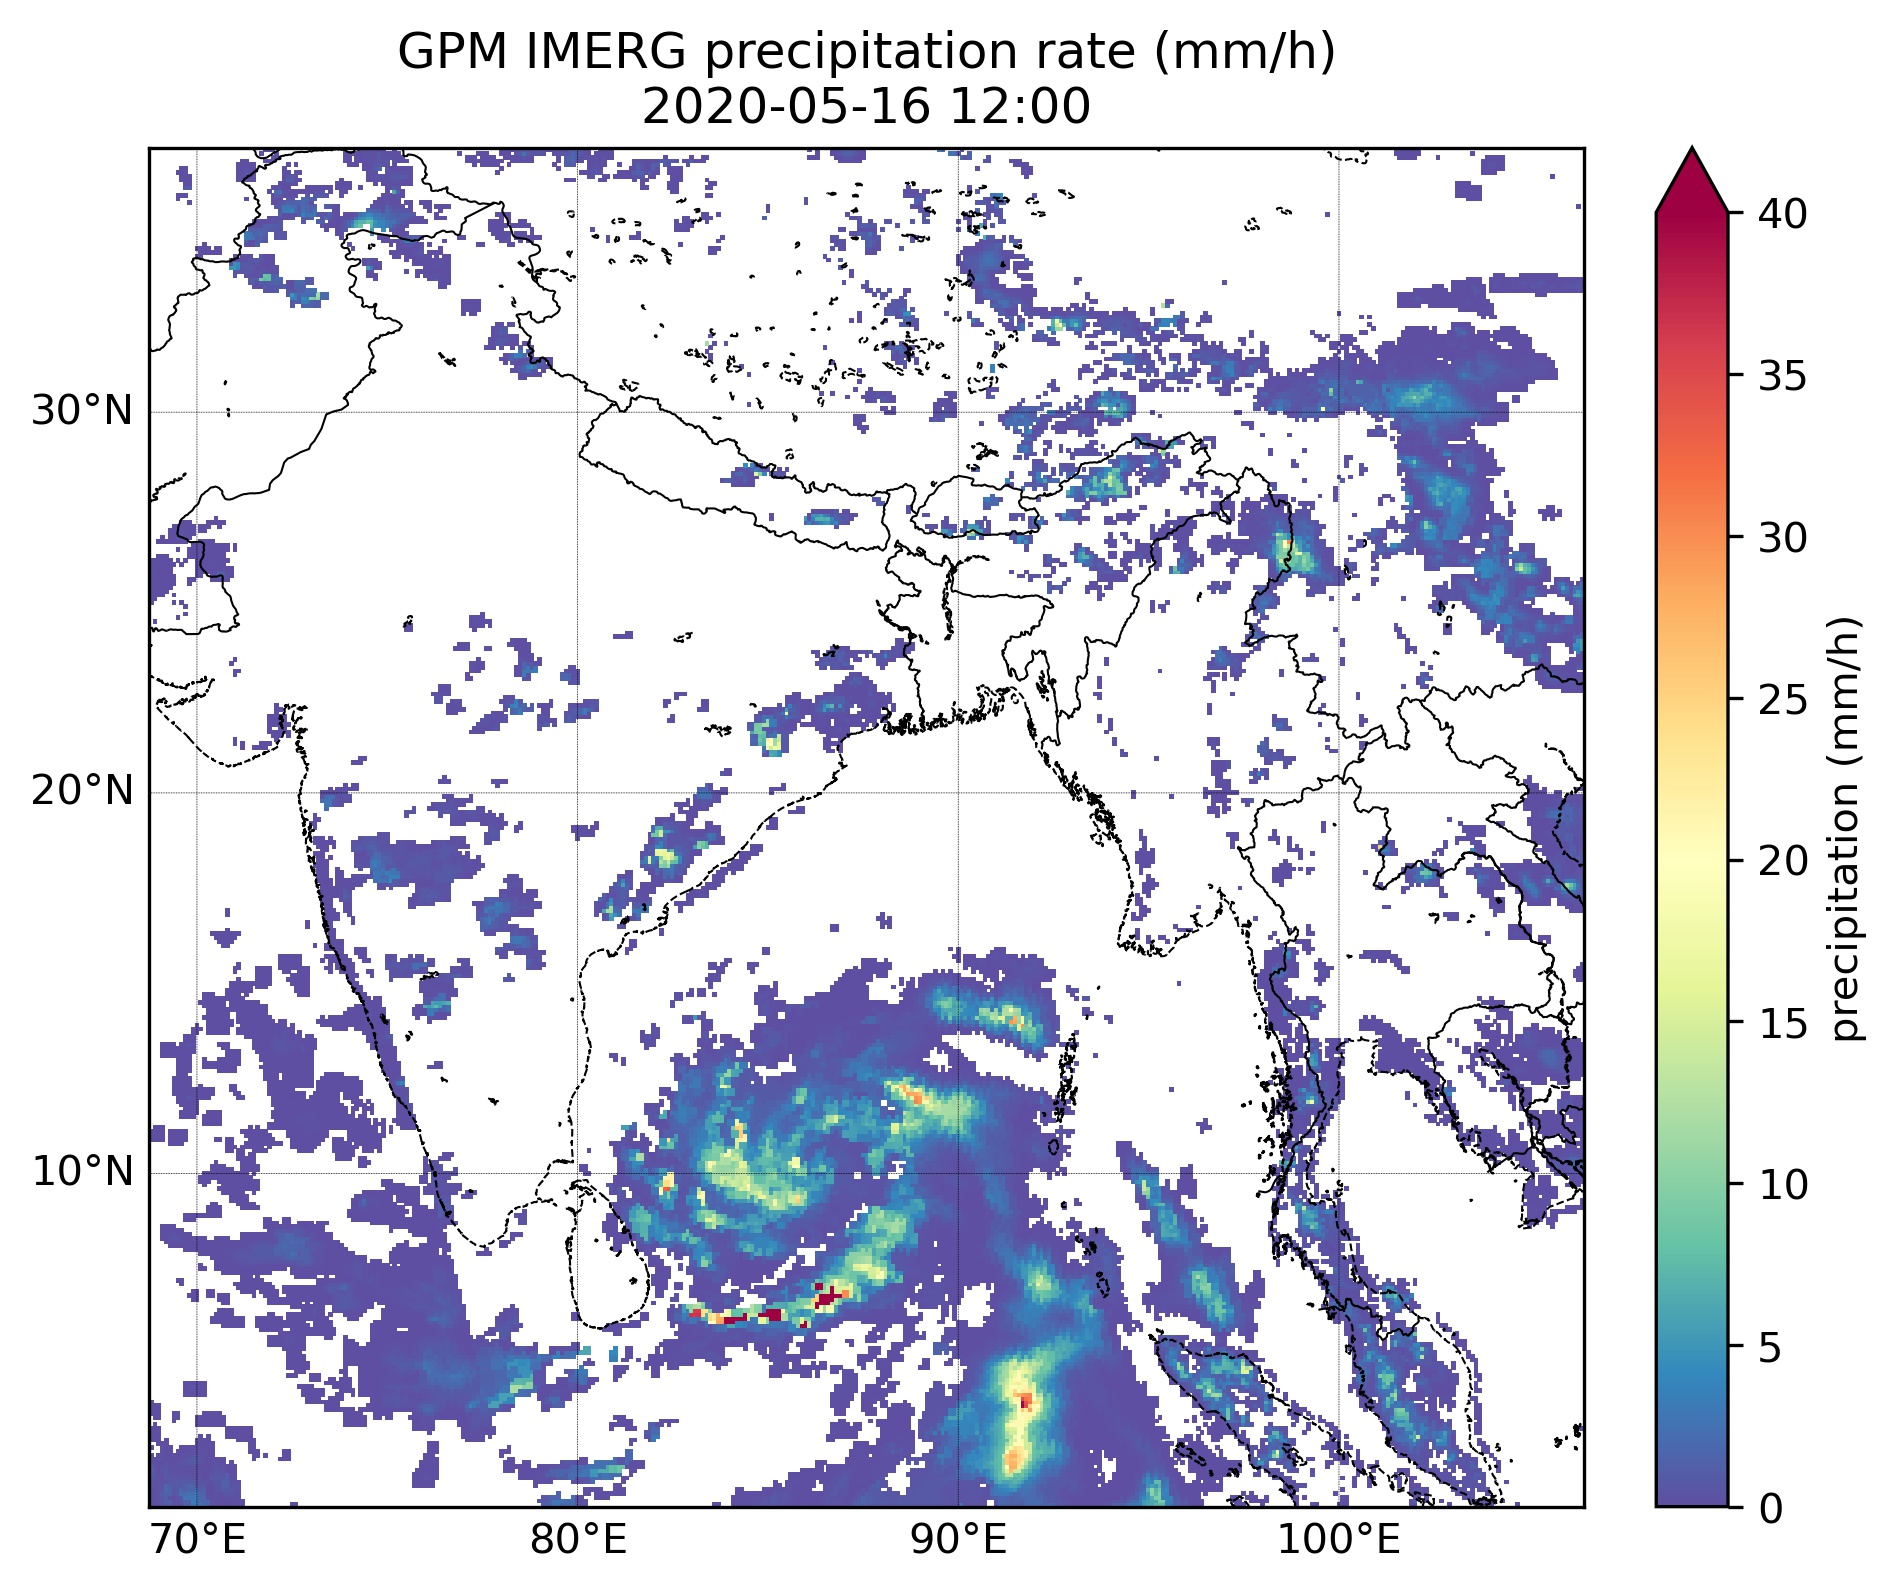 GPM IMERG precipitation rate (mm/h)
2020-05-16 12:00
30°N
20°N
10°N
70°E
80°E
90°E
100°E
40
35
30
25
20
15
10
5
0
precipitation (mm/h)